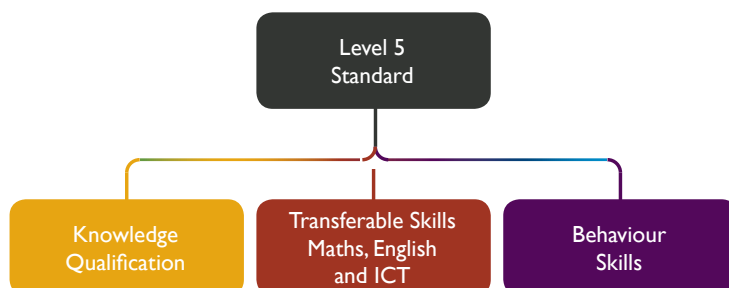 Level 5
Standard
Knowledge
Qualification
Transferable Skills
Maths, English
and ICT
Behaviour
Skills